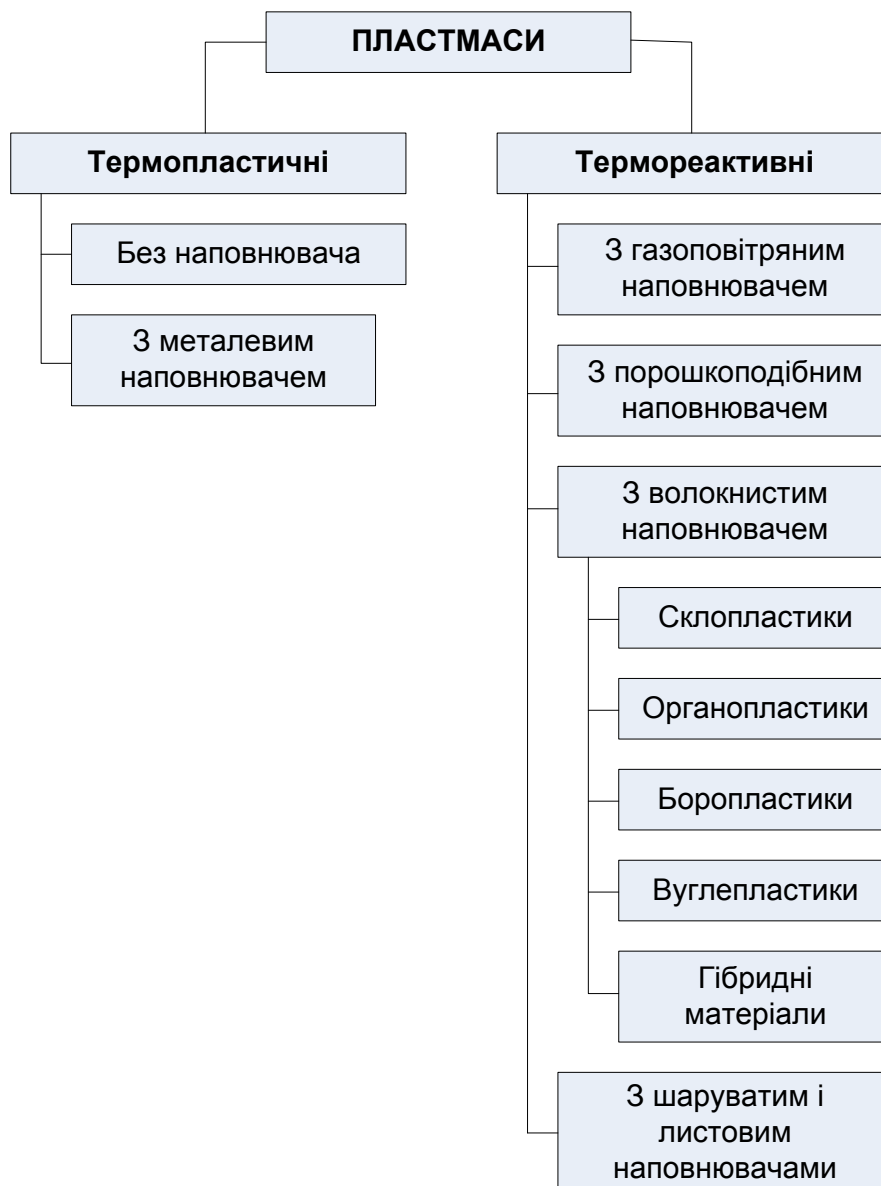 ПЛАСТМАСИ
Термопластичні
Без наповнювача
З металевим
наповнювачем
Термореактивні
З газоповітряним
наповнювачем
З порошкоподібним
наповнювачем
З волокнистим
наповнювачем
Склопластики
Органопластики
Боропластики
Вуглепластики
Гібридні
матеріали
З шаруватим і
листовим
наповнювачами